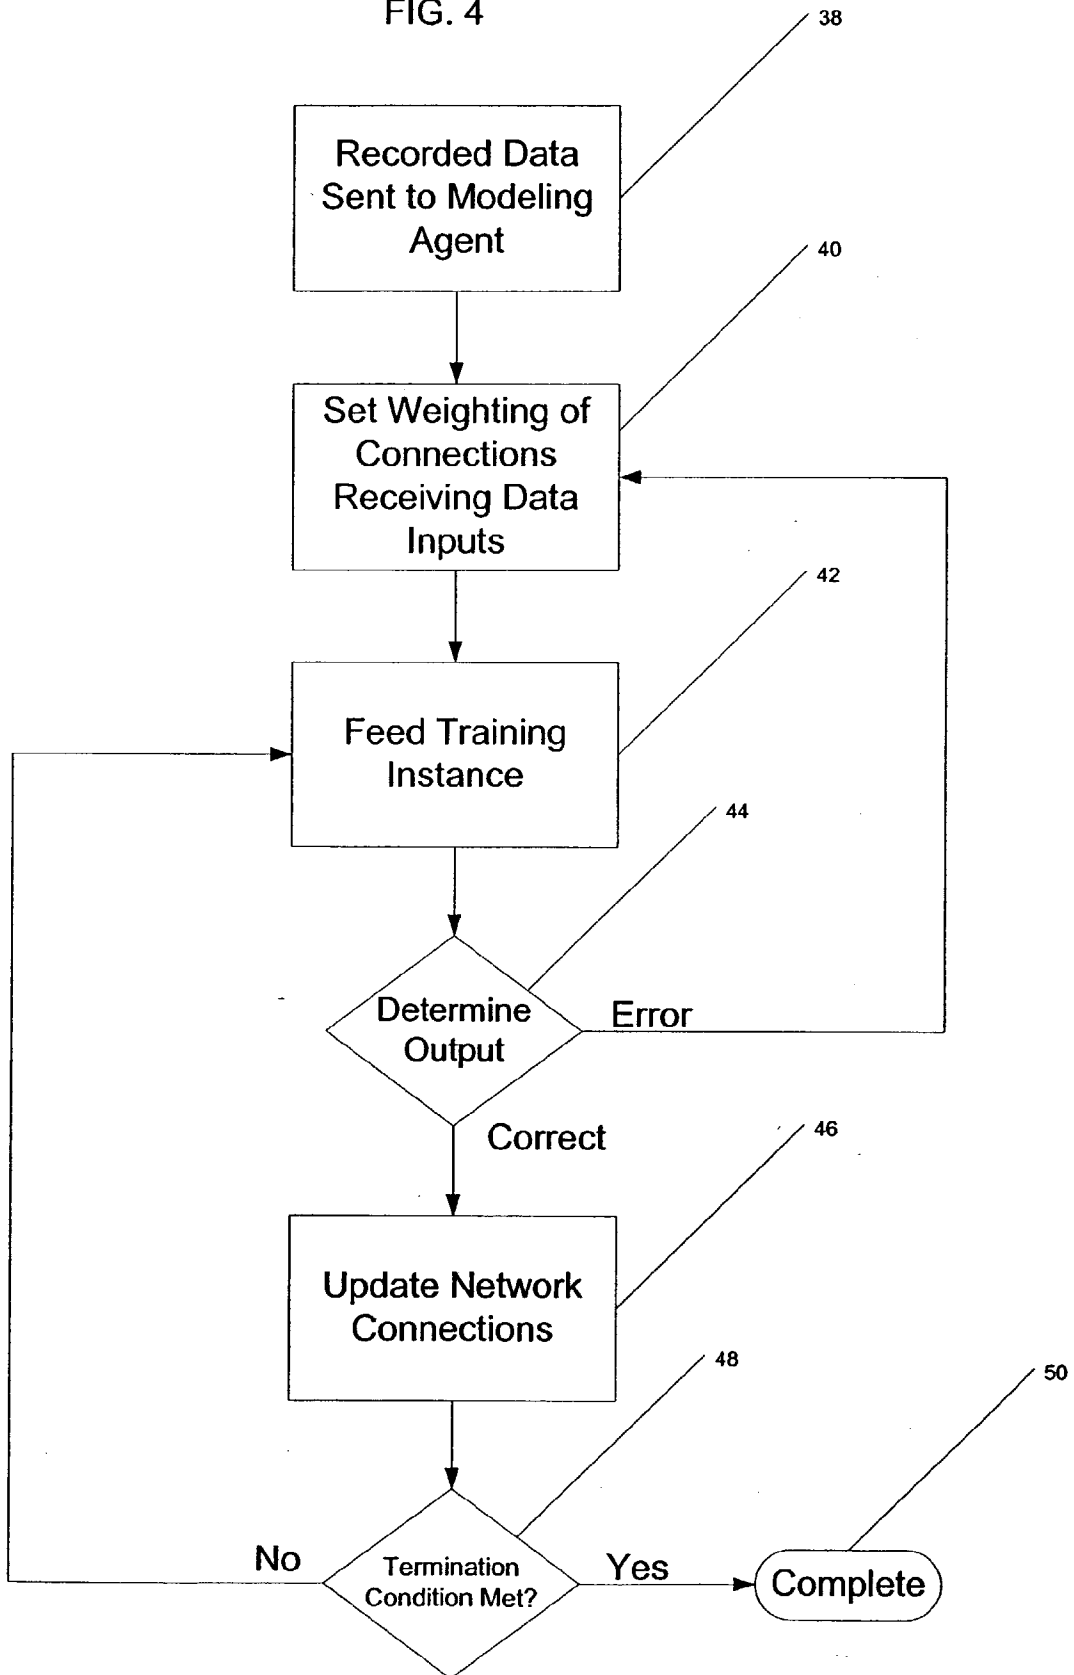 FIG. 4
38
Recorded Data
Sent to Modeling
Agent
40
Set Weighting of
Connections
Receiving Data
Inputs
42
Feed Training
Instance
44
Determine
Output
Error
Correct
46
Update Network
Connections
48
50
No
Termination
Condition Met?
Yes
Complete